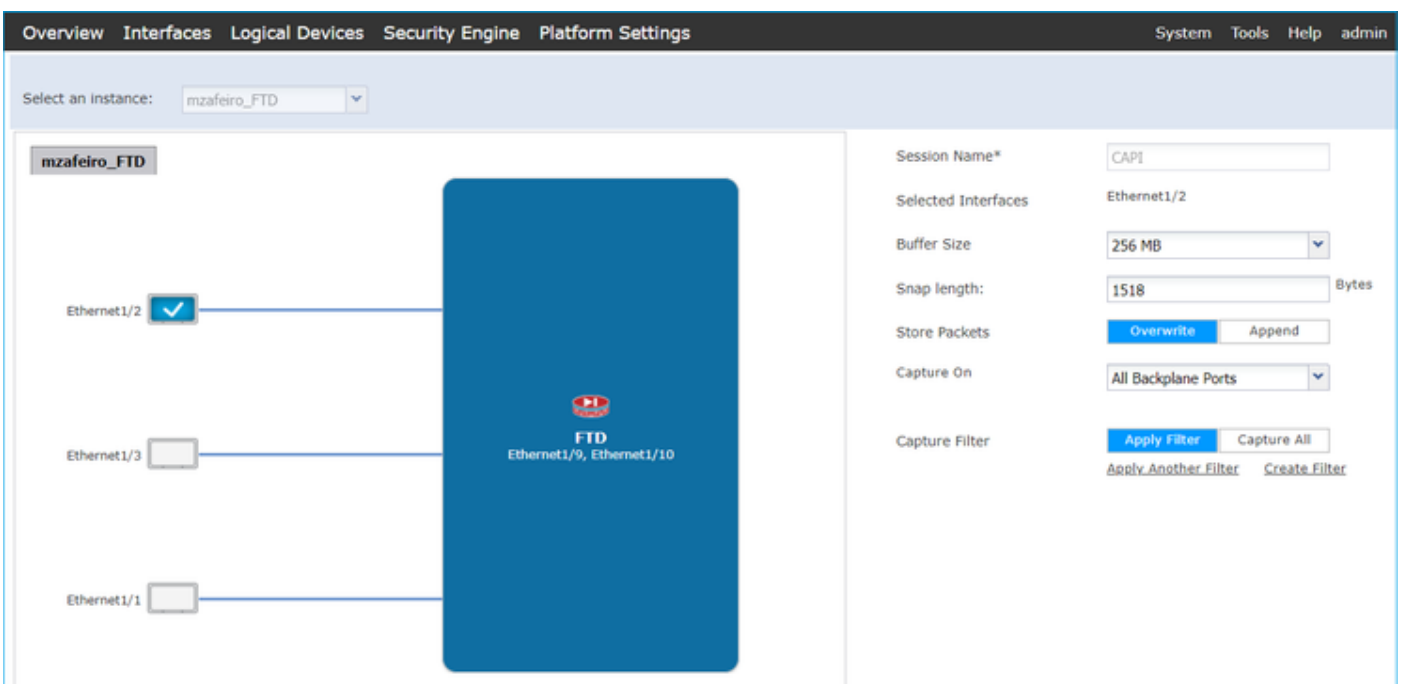 Overview Interfaces Logical Devices Security Engine Platform Settings System Tools Help admin
Select an instance: mzafeiro_FTD
mzafeiro_FTD
Session Name* CAPI
Selected Interfaces Ethernet1/2
Buffer Size 256 MB
Snap length: 1518 Bytes
Ethernet1/2
Store Packets Overwrite Append
Capture On All Backplane Ports
FTD
Ethernet1/9, Ethernet1/10
Capture Filter Apply Filter Capture All
Apply Another Filter Create Filter
Ethernet1/3
Ethernet1/1